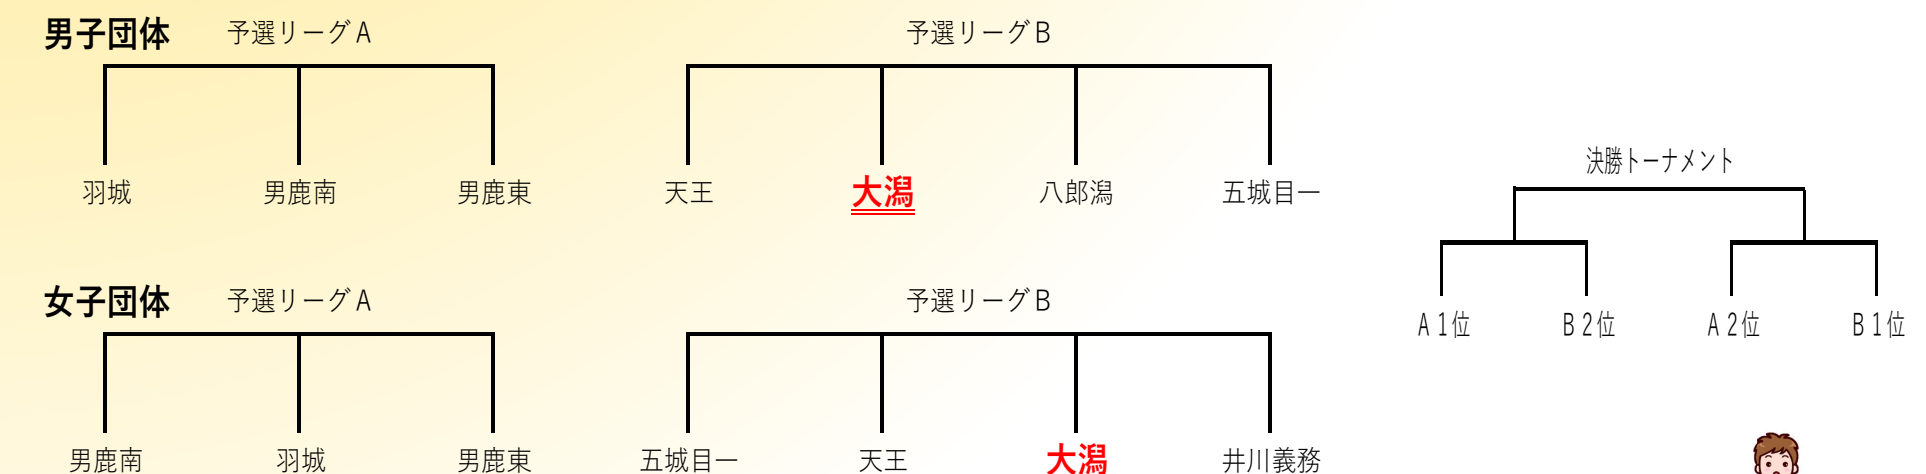 男子団体 予選リーグA 予選リーグB
羽城 男鹿南 男鹿東 天王 大潟 八郎潟 五城目一
女子団体 予選リーグA 予選リーグB
男鹿南 羽城 男鹿東 五城目一 天王 大潟 井川義務
決勝トーナメント
A1位 B2位 A2位 B1位